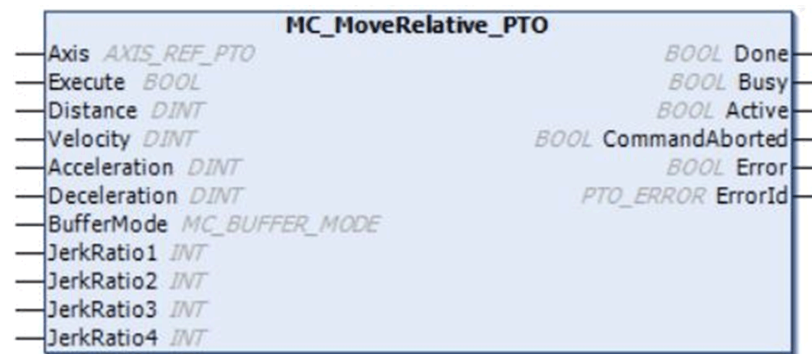 MC_MoveRelative_PTO
Axis AXIS_REF_PTO BOOL Done
Execute BOOL BOOL Busy
Distance DINT BOOL Active
Velocity DINT BOOL CommandAborted
Acceleration DINT BOOL Error
Deceleration DINT PTO_ERROR ErrorId
BufferMode MC_BUFFER_MODE
JerkRatio1 INT
JerkRatio2 INT
JerkRatio3 INT
JerkRatio4 INT